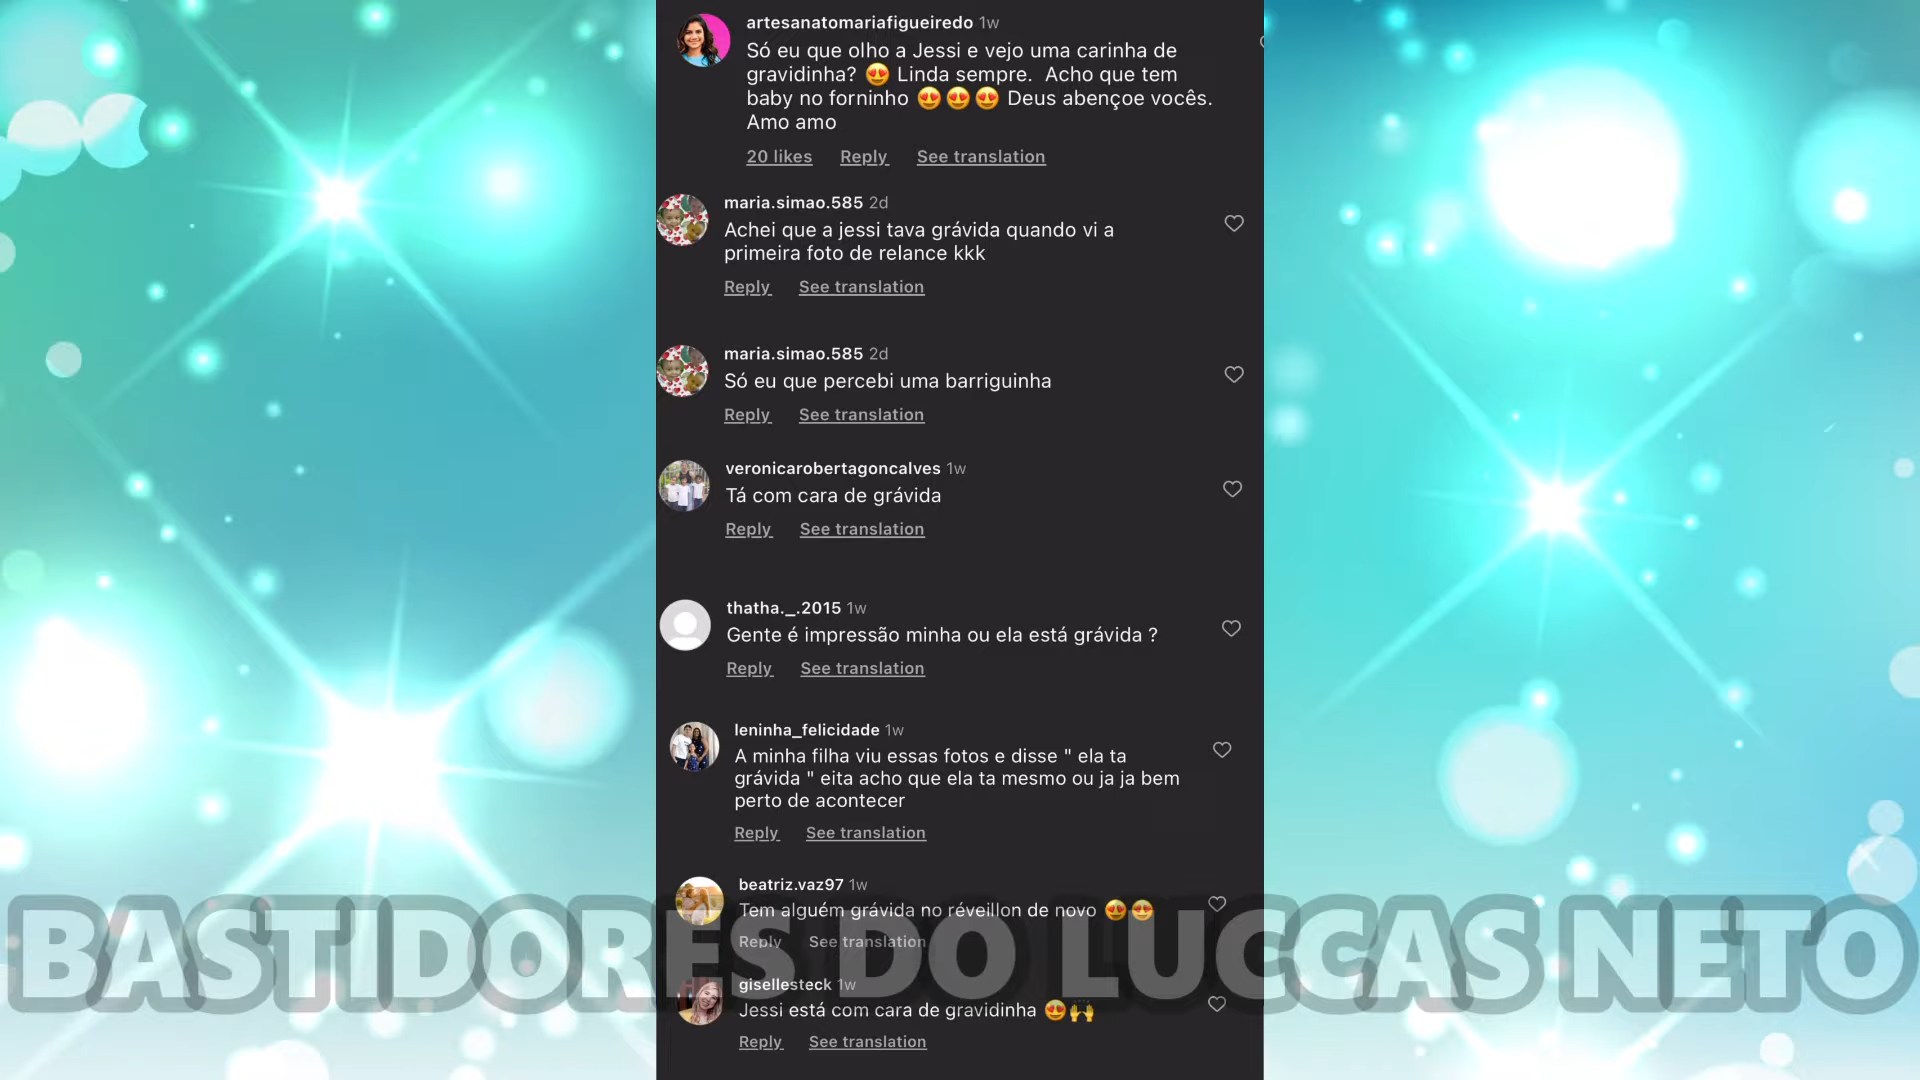 artesanatomariafigueiredo 1w
Só eu que olho a Jessi e vejo uma carinha de
gravidinha? 😍 Linda sempre. Acho que tem
baby no forninho 😍😍😍 Deus abençoe vocês.
Amo amo
20 likes Reply See translation
maria.simao.585 2d
Achei que a jessi tava grávida quando vi a
primeira foto de relance kkk
Reply See translation
maria.simao.585 2d
Só eu que percebi uma barriguinha
Reply See translation
veronicarobertagoncalves 1w
Tá com cara de grávida
Reply See translation
thatha._.2015 1w
Gente é impressão minha ou ela está grávida ?
Reply See translation
leninha_felicidade 1w
A minha filha viu essas fotos e disse " ela ta
grávida " eita acho que ela ta mesmo ou ja ja bem
perto de acontecer
Reply See translation
beatriz.vaz97 1w
Tem alguém grávida no réveillon de novo 😍😍
Reply See translation
BASTIDORES DO LUCCAS NETO
gisellesteck 1w
Jessi está com cara de gravidinha 😍🙌
Reply See translation